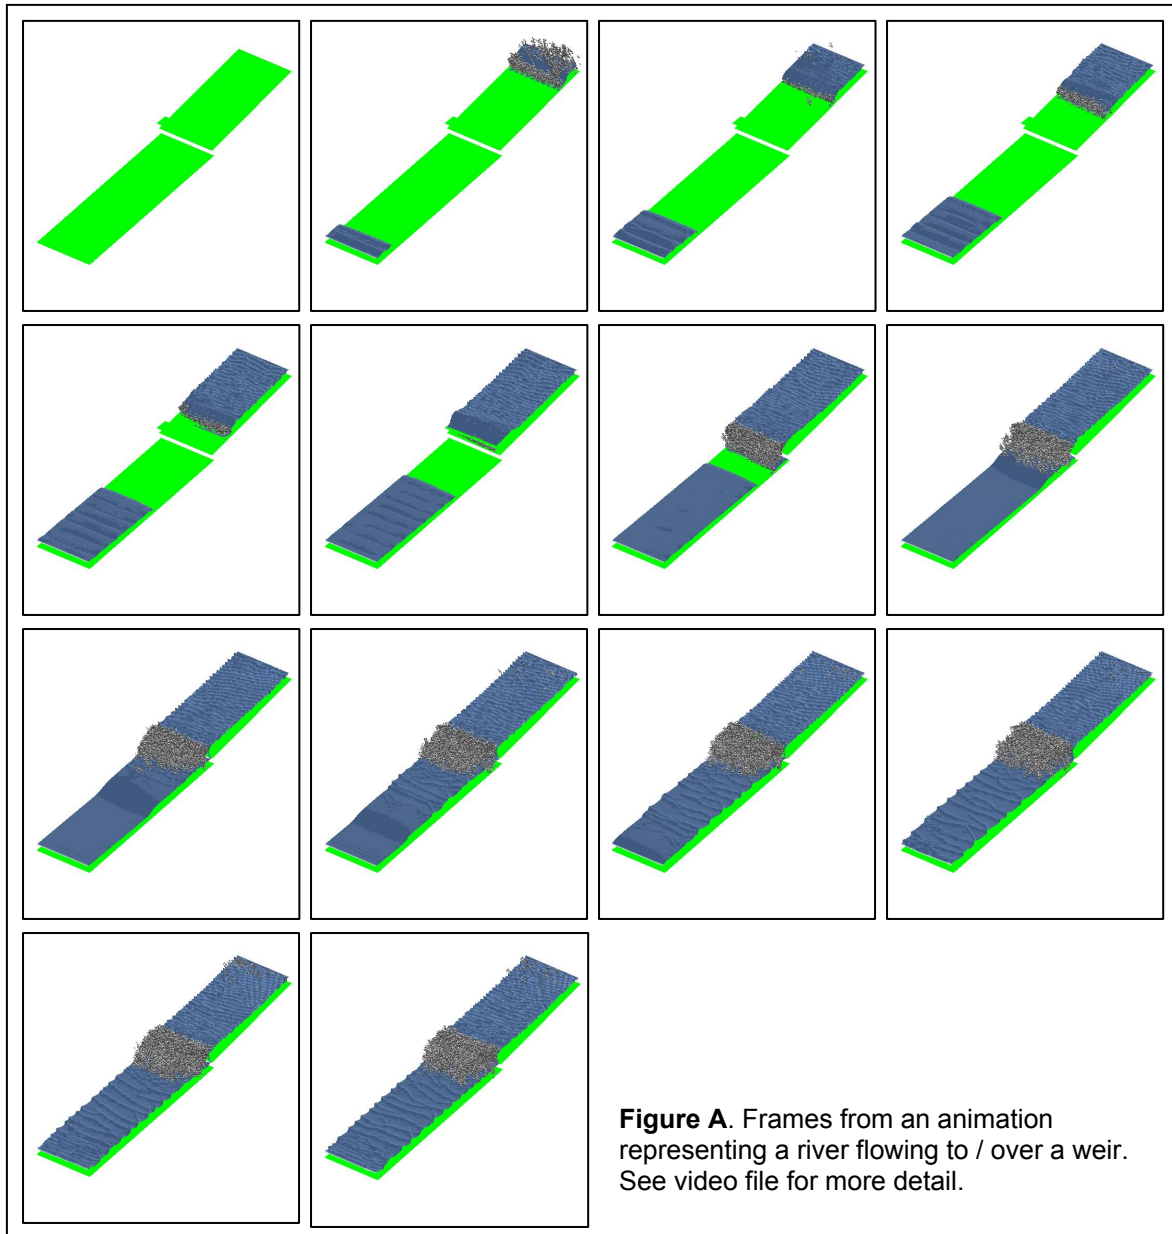 Figure A. Frames from an animation
representing a river flowing to / over a weir.
See video file for more detail.